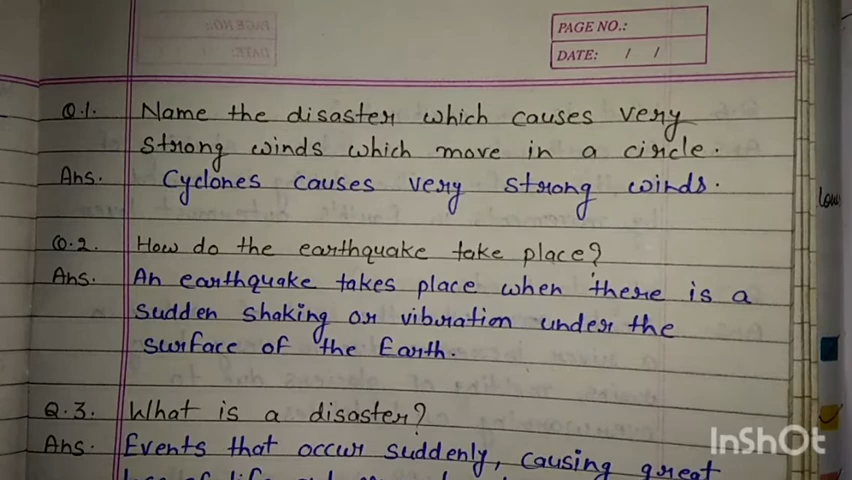 PAGE NO.:
DATE: / /
Q.1. Name the disaster which causes very
strong winds which move in a circle.
Ans. Cyclones causes very strong winds.
Q.2. How do the earthquake take place?
Ans. An earthquake takes place when there is a
sudden shaking or vibration under the
surface of the Earth.
Q.3. What is a disaster?
Ans. Events that occur suddenly, causing great
InShOt